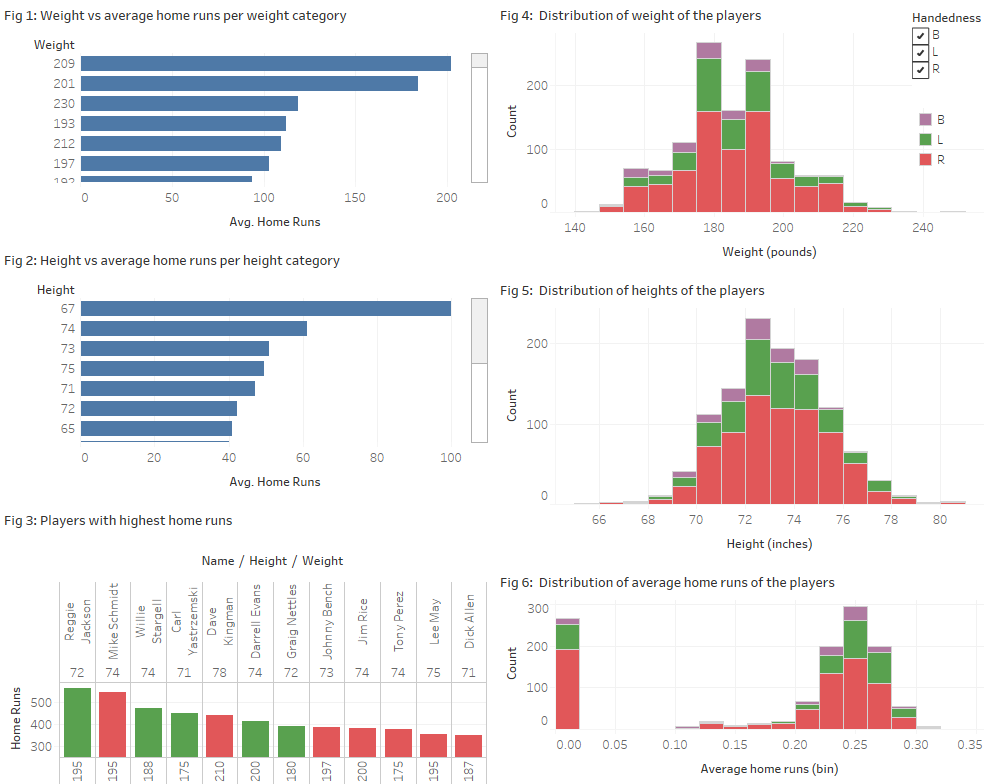 Fig 1: Weight vs average home runs per weight category
Weight
209
201
230
193
212
197
192
0 50 100 150 200
Avg. Home Runs
Fig 2: Height vs average home runs per height category
Height
67
74
73
75
71
72
65
0 20 40 60 80 100
Avg. Home Runs
Fig 3: Players with highest home runs
Name / Height / Weight
Reggie Jackson
Mike Schmidt
Willie Stargell
Carl Yastrzemski
Dave Kingman
Darrell Evans
Graig Nettles
Johnny Bench
Jim Rice
Tony Perez
Lee May
Dick Allen
72 74 74 71 78 74 72 73 74 74 75 71
Home Runs
500
400
300
195 195 188 175 210 200 180 197 200 175 195 187
Fig 4: Distribution of weight of the players
Count
200
100
0
140 160 180 200 220 240
Weight (pounds)
Handedness
B
L
R
B
L
R
Fig 5: Distribution of heights of the players
Count
200
100
0
66 68 70 72 74 76 78 80
Height (inches)
Fig 6: Distribution of average home runs of the players
Count
300
200
100
0
0.00 0.05 0.10 0.15 0.20 0.25 0.30 0.35
Average home runs (bin)